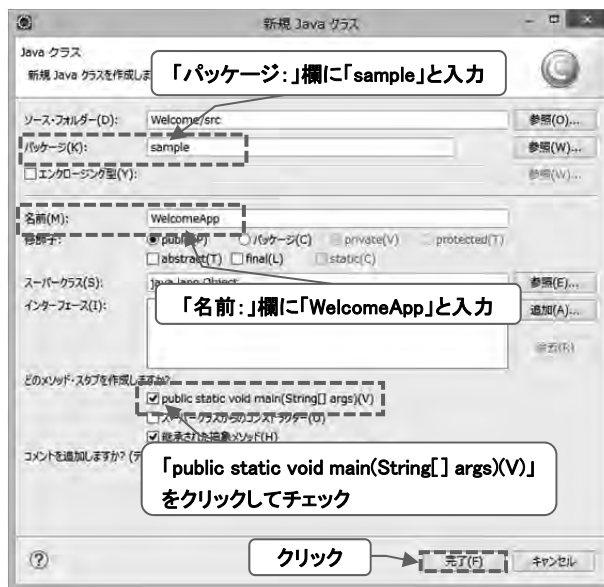 新規 Java クラス
Java クラス
新規 Java クラスを作成しま
「パッケージ:」欄に「sample」と入力
ソース・フォルダー(D): Welcome/src 参照(O)...
パッケージ(K): sample 参照(W)...
エンクロージング型(Y): 参照(W)...
名前(M): WelcomeApp
修飾子: public(P) パッケージ(C) private(V) protected(T)
abstract(T) final(L) static(C)
スーパークラス(S): java.lang.Object 参照(E)...
「名前:」欄に「WelcomeApp」と入力
インターフェース(I): 追加(A)...
除去(R)
どのメソッド・スタブを作成しますか?
public static void main(String[] args)(V)
スーパークラスからのコンストラクター(U)
継承された抽象メソッド(H)
コメントを追加しますか? (デ
「public static void main(String[] args)(V)」
をクリックしてチェック
クリック
完了(F) キャンセル